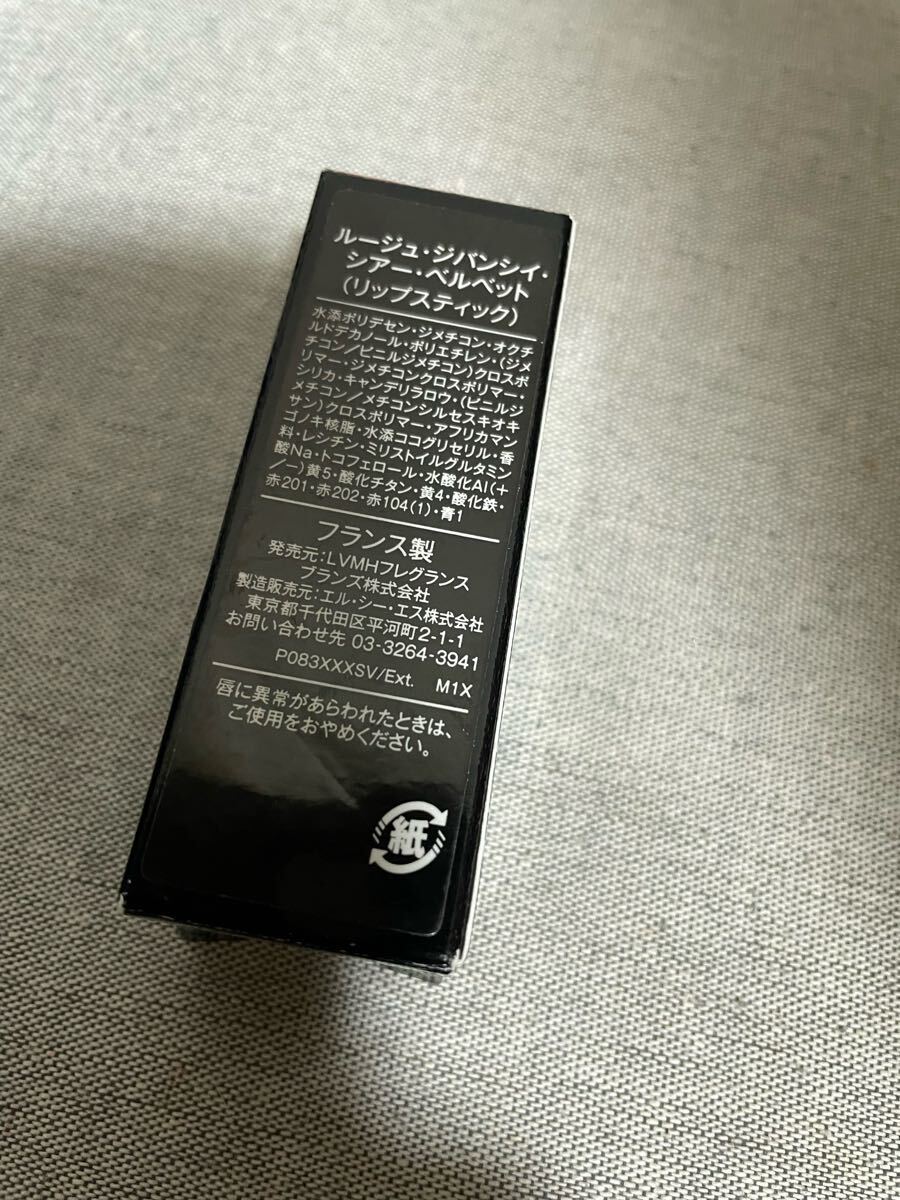 ルージュ・ジバンシイ・
シアー・ベルベット
(リップスティック)
水添ポリデセン・ジメチコン・オクチ
ルドデカノール・ポリエチレン・(ジメ
チコン/ビニルジメチコン)クロスポ
リマー・ジメチコンクロスポリマー・
シリカ・キャンデリラロウ・(ビニルジ
メチコン/メチコンシルセスキオキ
サン)クロスポリマー・アフリカマン
ゴノキ核脂・水添ココグリセリル・香
料・レシチン・ミリストイルグルタミン
酸Na・トコフェロール・水酸化Al(+
/−)黄5・酸化チタン・黄4・酸化鉄・
赤201・赤202・赤104(1)・青1
フランス製
発売元:LVMHフレグランス
ブランズ株式会社
製造販売元:エル・シー・エス株式会社
東京都千代田区平河町2-1-1
お問い合わせ先 03-3264-3941
P083XXXSV/Ext. M1X
唇に異常があらわれたときは、
ご使用をおやめください。
紙